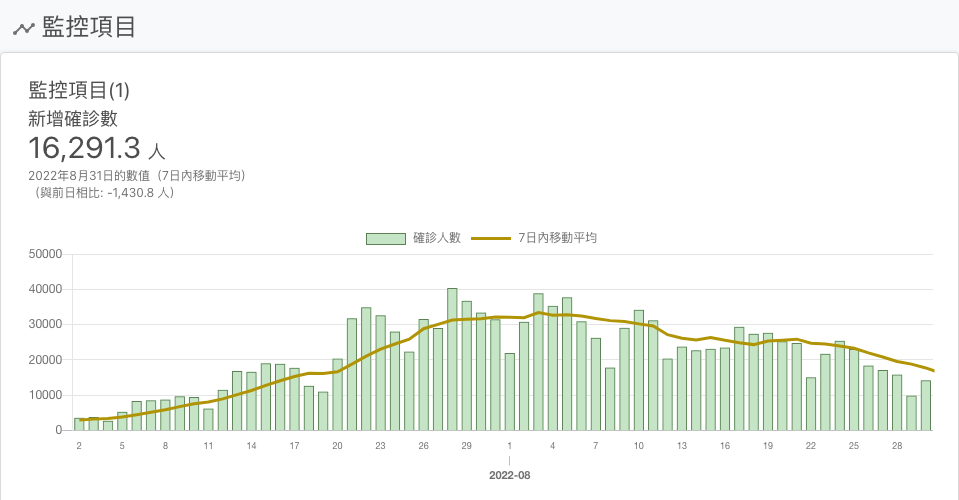 監控項目
監控項目(1)
新增確診數
16,291.3 人
2022年8月31日的數值（7日內移動平均）
（與前日相比: -1,430.8 人）
確診人數 7日內移動平均
50000
40000
30000
20000
10000
0
2 5 8 11 14 17 20 23 26 29 1 4 7 10 13 16 19 22 25 28
2022-08